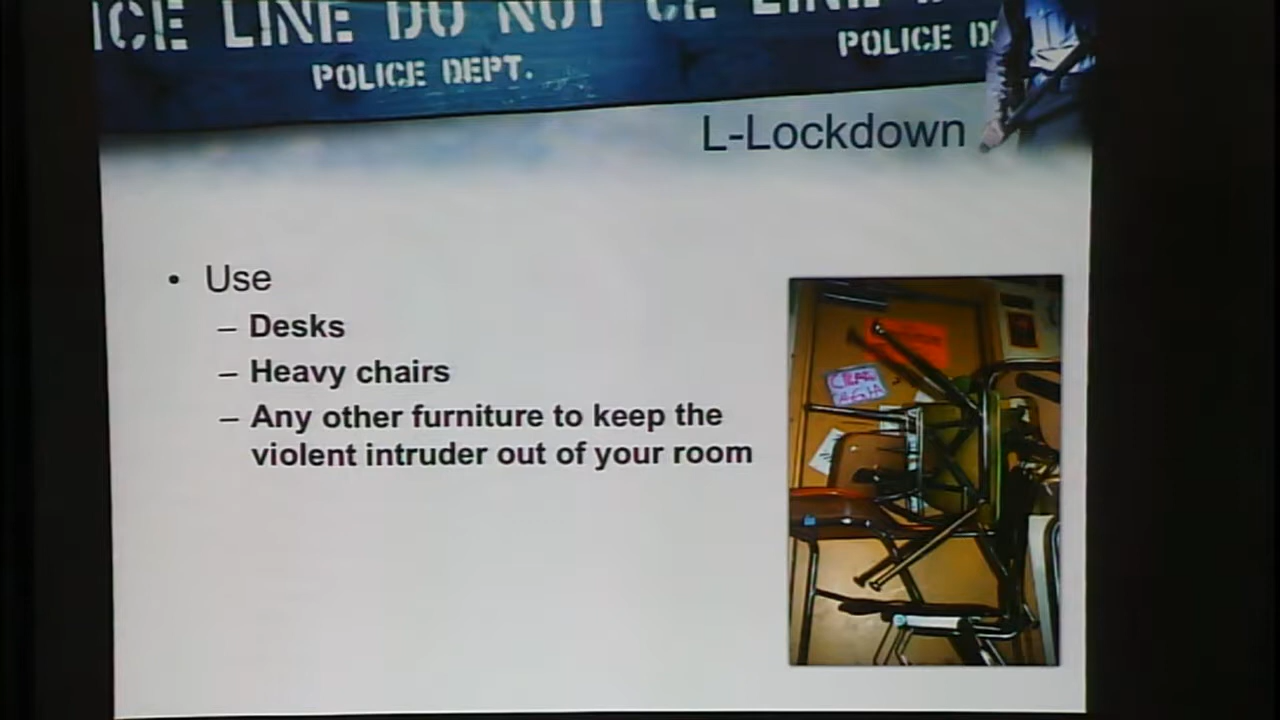 ICE LINE DO NOT
LINE
POLICE DEPT.
POLICE D
L-Lockdown
• Use
– Desks
– Heavy chairs
– Any other furniture to keep the
violent intruder out of your room